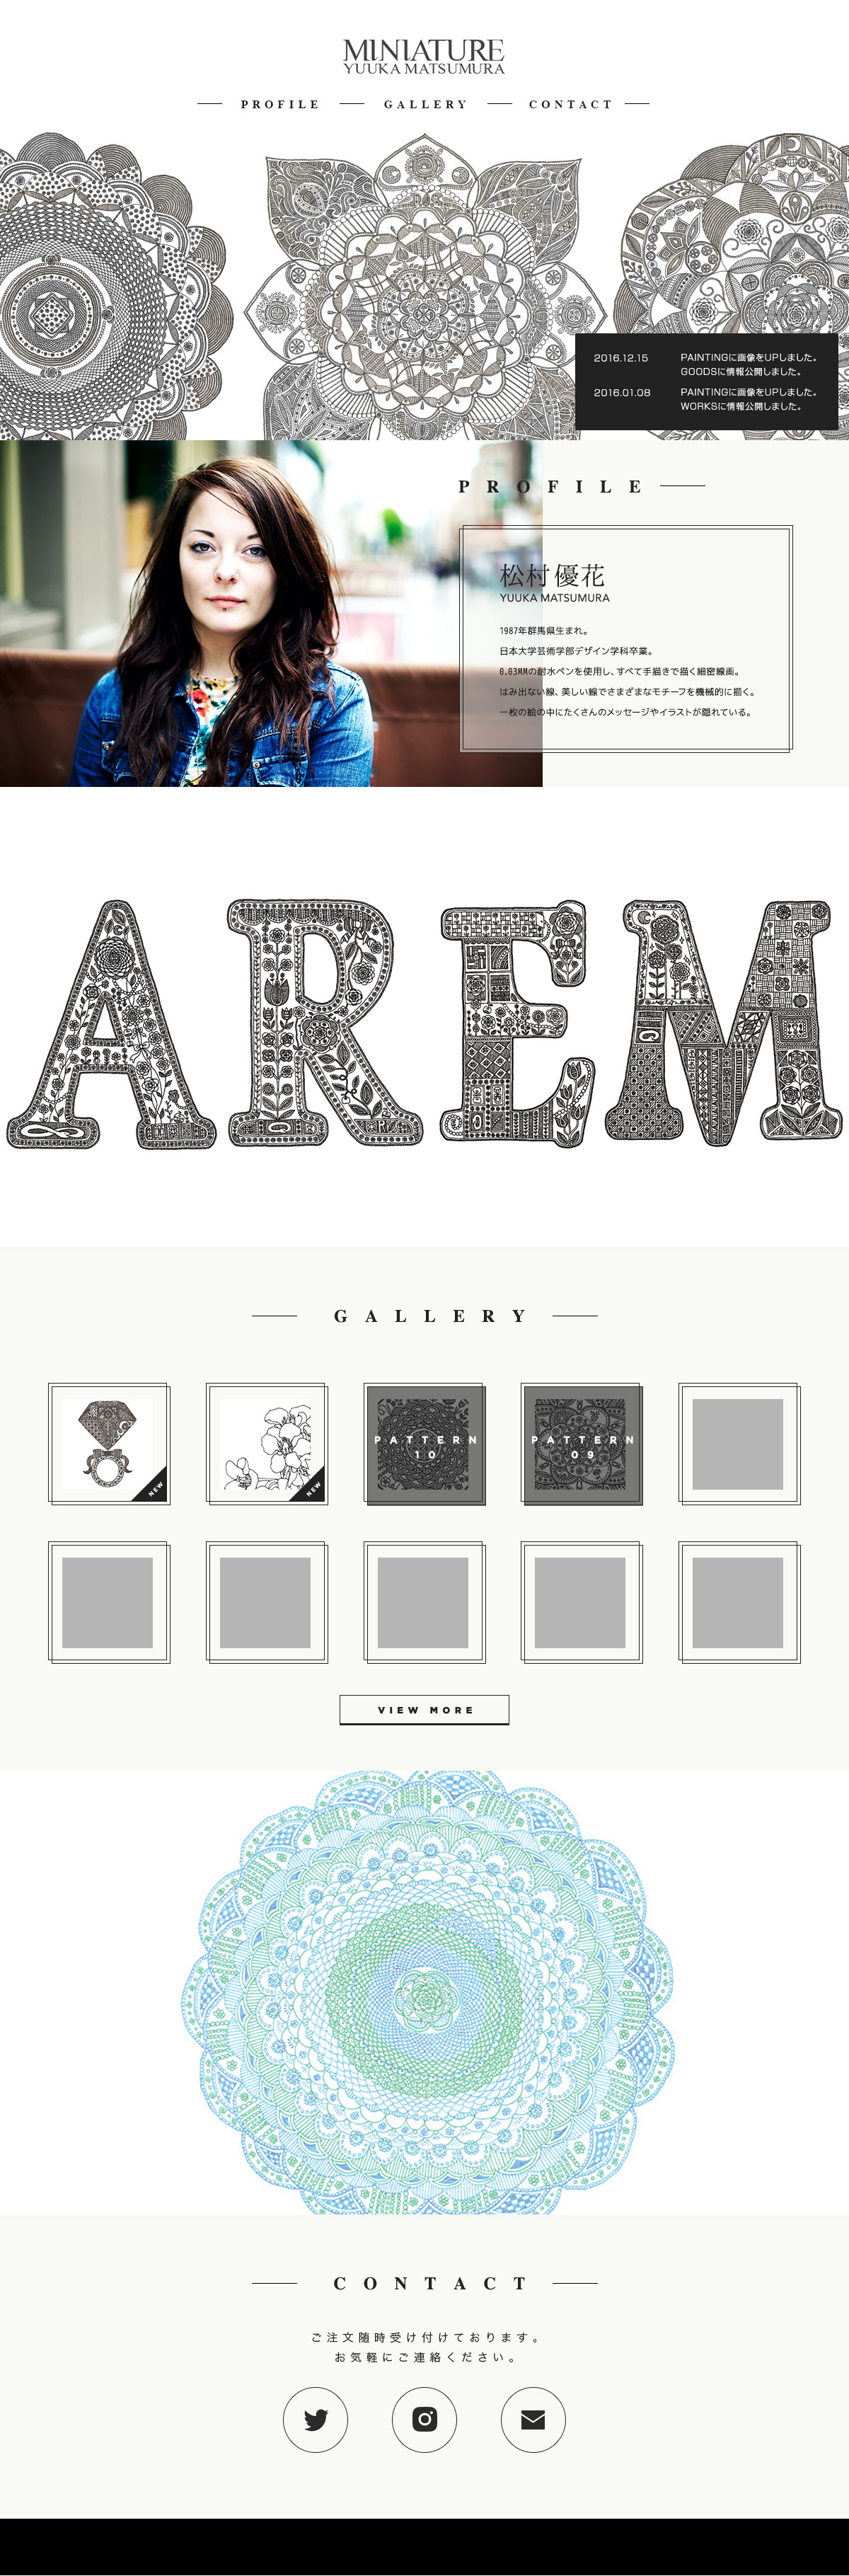 MINIATURE
YUUKA MATSUMURA
PROFILE GALLERY CONTACT
2016.12.15 PAINTINGに画像をUPしました。
GOODSに情報公開しました。
2016.01.08 PAINTINGに画像をUPしました。
WORKSに情報公開しました。
PROFILE
松村 優花
YUUKA MATSUMURA
1987年群馬県生まれ。
日本大学芸術学部デザイン学科卒業。
0.03MMの耐水ペンを使用し、すべて手描きで描く細密線画。
はみ出ない線、美しい線でさまざまなモチーフを機械的に描く。
一枚の絵の中にたくさんのメッセージやイラストが隠れている。
AREM
GALLERY
NEW
NEW
PATTERN
10
PATTERN
09
VIEW MORE
CONTACT
ご注文随時受け付けております。
お気軽にご連絡ください。